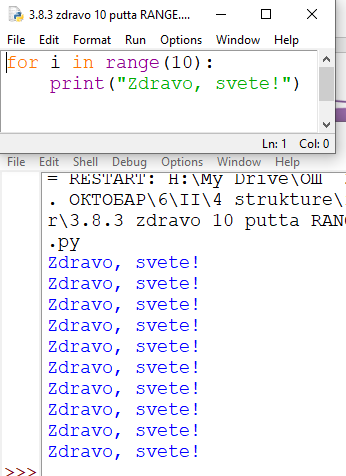 3.8.3 zdravo 10 putta RANGE....
File Edit Format Run Options Window Help
for i in range(10):
print("Zdravo, svete!")
Ln: 1 Col: 0
File Edit Shell Debug Options Window Help
= RESTART: H:\My Drive\ОШ
. ОКТОБАР\6\II\4 strukture\
r\3.8.3 zdravo 10 putta RANG
.py
Zdravo, svete!
Zdravo, svete!
Zdravo, svete!
Zdravo, svete!
Zdravo, svete!
Zdravo, svete!
Zdravo, svete!
Zdravo, svete!
Zdravo, svete!
Zdravo, svete!
>>>